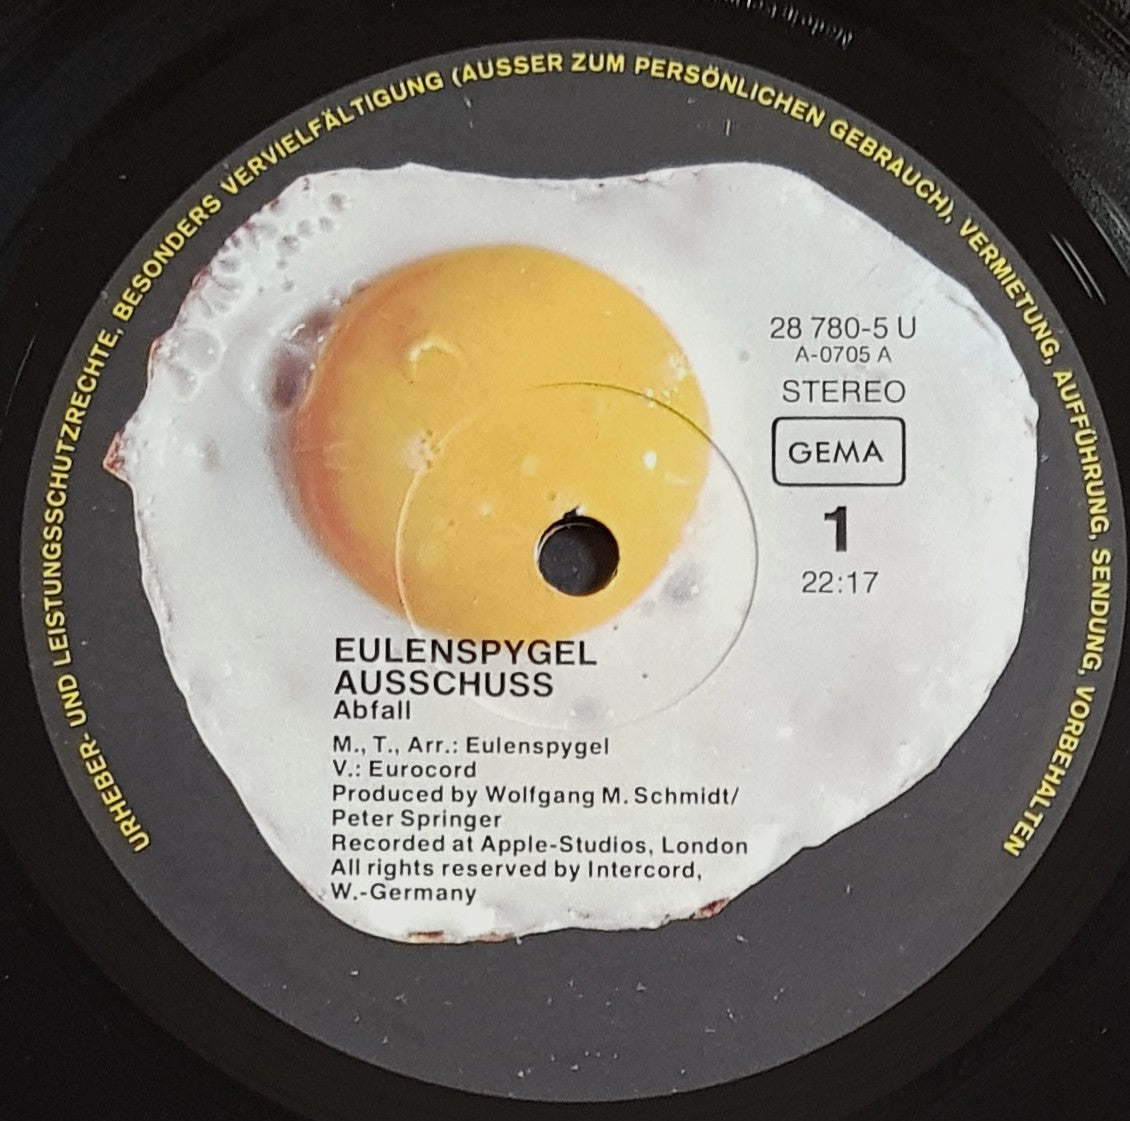 URHEBER- UND LEISTUNGSSCHUTZRECHTE, BESONDERS VERVIELFÄLTIGUNG (AUSSER ZUM PERSÖNLICHEN GEBRAUCH), VERMIETUNG, AUFFÜHRUNG, SENDUNG, VORBEHALTEN
28 780-5 U
A-0705 A
STEREO
GEMA
1
22:17
EULENSPYGEL
AUSSCHUSS
Abfall
M., T., Arr.: Eulenspygel
V.: Eurocord
Produced by Wolfgang M. Schmidt/
Peter Springer
Recorded at Apple-Studios, London
All rights reserved by Intercord,
W.-Germany